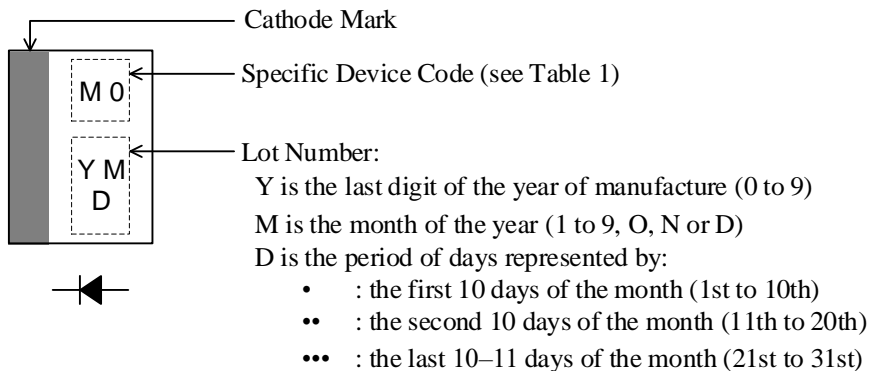 Cathode Mark
Specific Device Code (see Table 1)
M 0
Lot Number:
Y M
D
Y is the last digit of the year of manufacture (0 to 9)
M is the month of the year (1 to 9, O, N or D)
D is the period of days represented by:
• : the first 10 days of the month (1st to 10th)
•• : the second 10 days of the month (11th to 20th)
••• : the last 10–11 days of the month (21st to 31st)